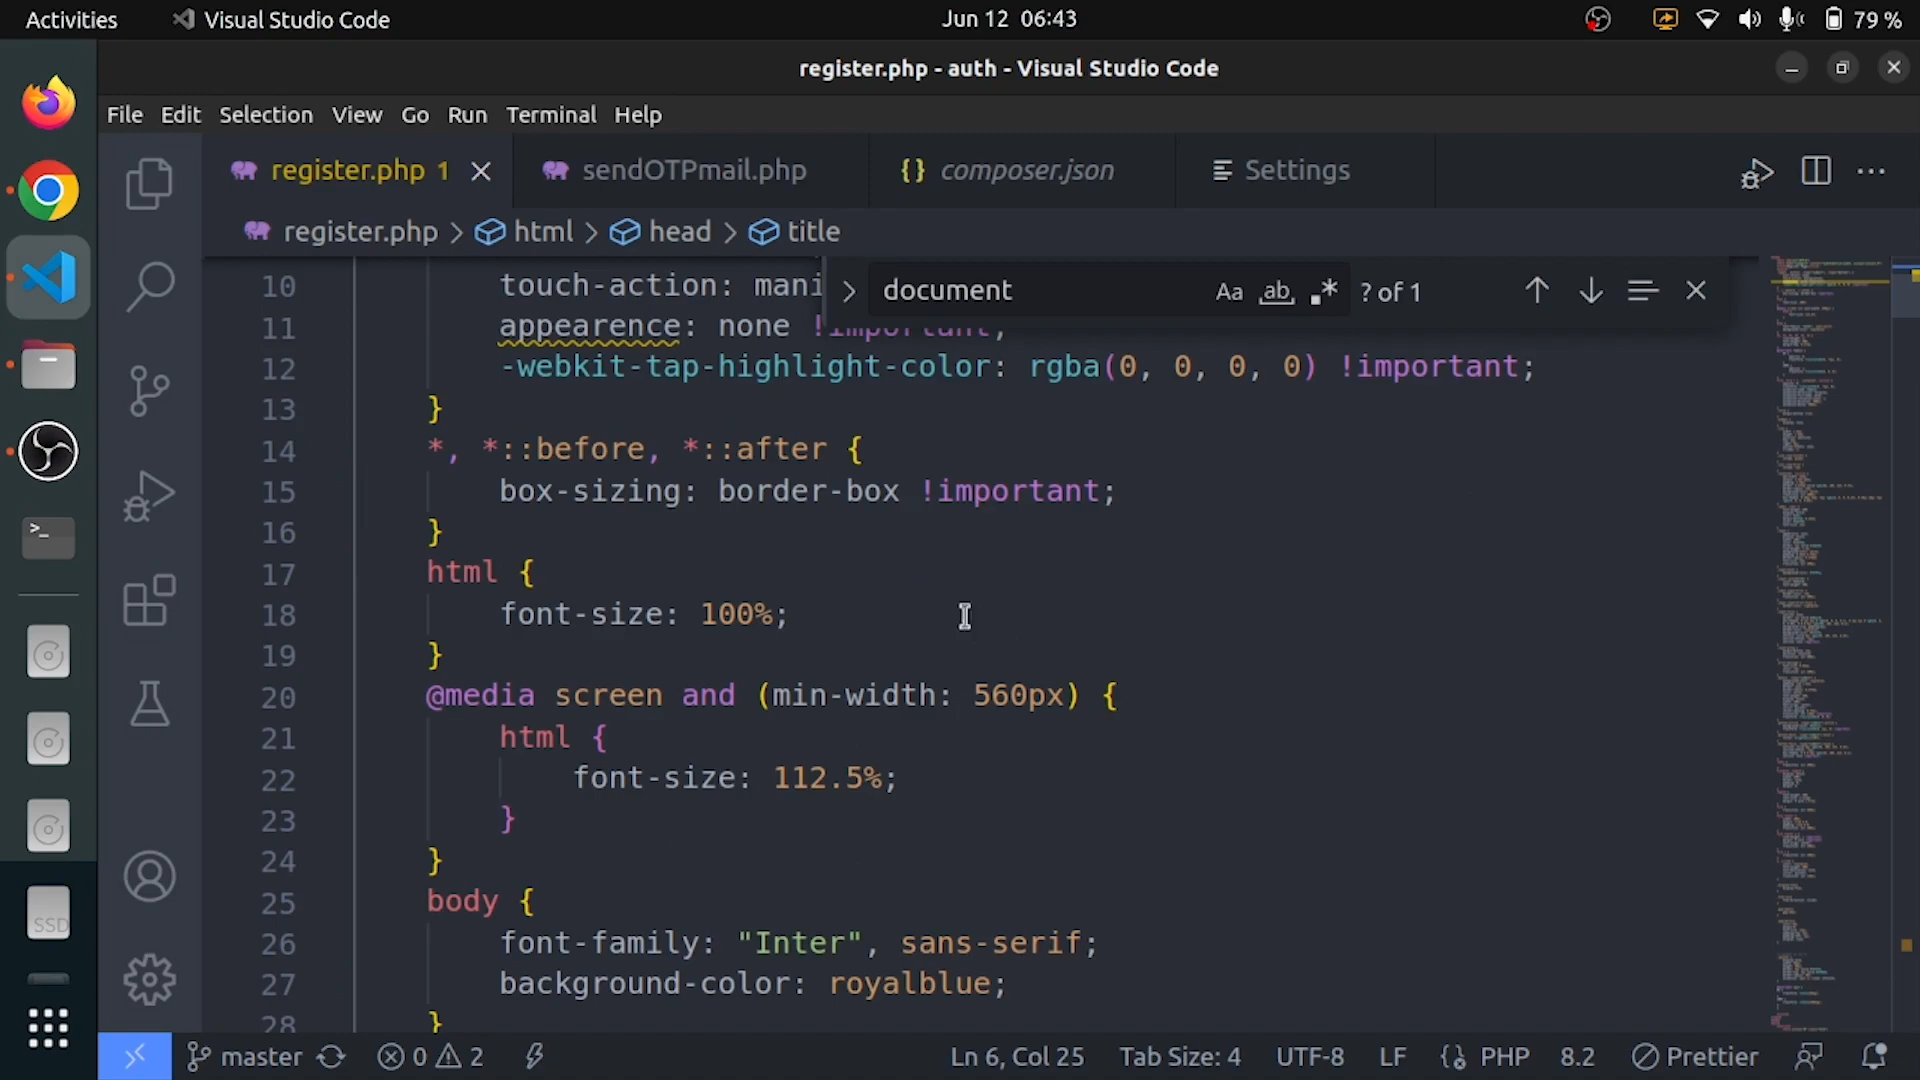 Activities
Visual Studio Code
Jun 12 06:43
79 %
register.php - auth - Visual Studio Code
File Edit Selection View Go Run Terminal Help
register.php 1
sendOTPmail.php
{} composer.json
Settings
register.php > html > head > title
document
Aa ab .* ? of 1
10 touch-action: mani
11 appearence: none !important;
12 -webkit-tap-highlight-color: rgba(0, 0, 0, 0) !important;
13 }
14 *, *::before, *::after {
15 box-sizing: border-box !important;
16 }
17 html {
18 font-size: 100%;
19 }
20 @media screen and (min-width: 560px) {
21 html {
22 font-size: 112.5%;
23 }
24 }
25 body {
26 font-family: "Inter", sans-serif;
27 background-color: royalblue;
28 }
SSD
master 0 2
Ln 6, Col 25 Tab Size: 4 UTF-8 LF PHP 8.2 Prettier